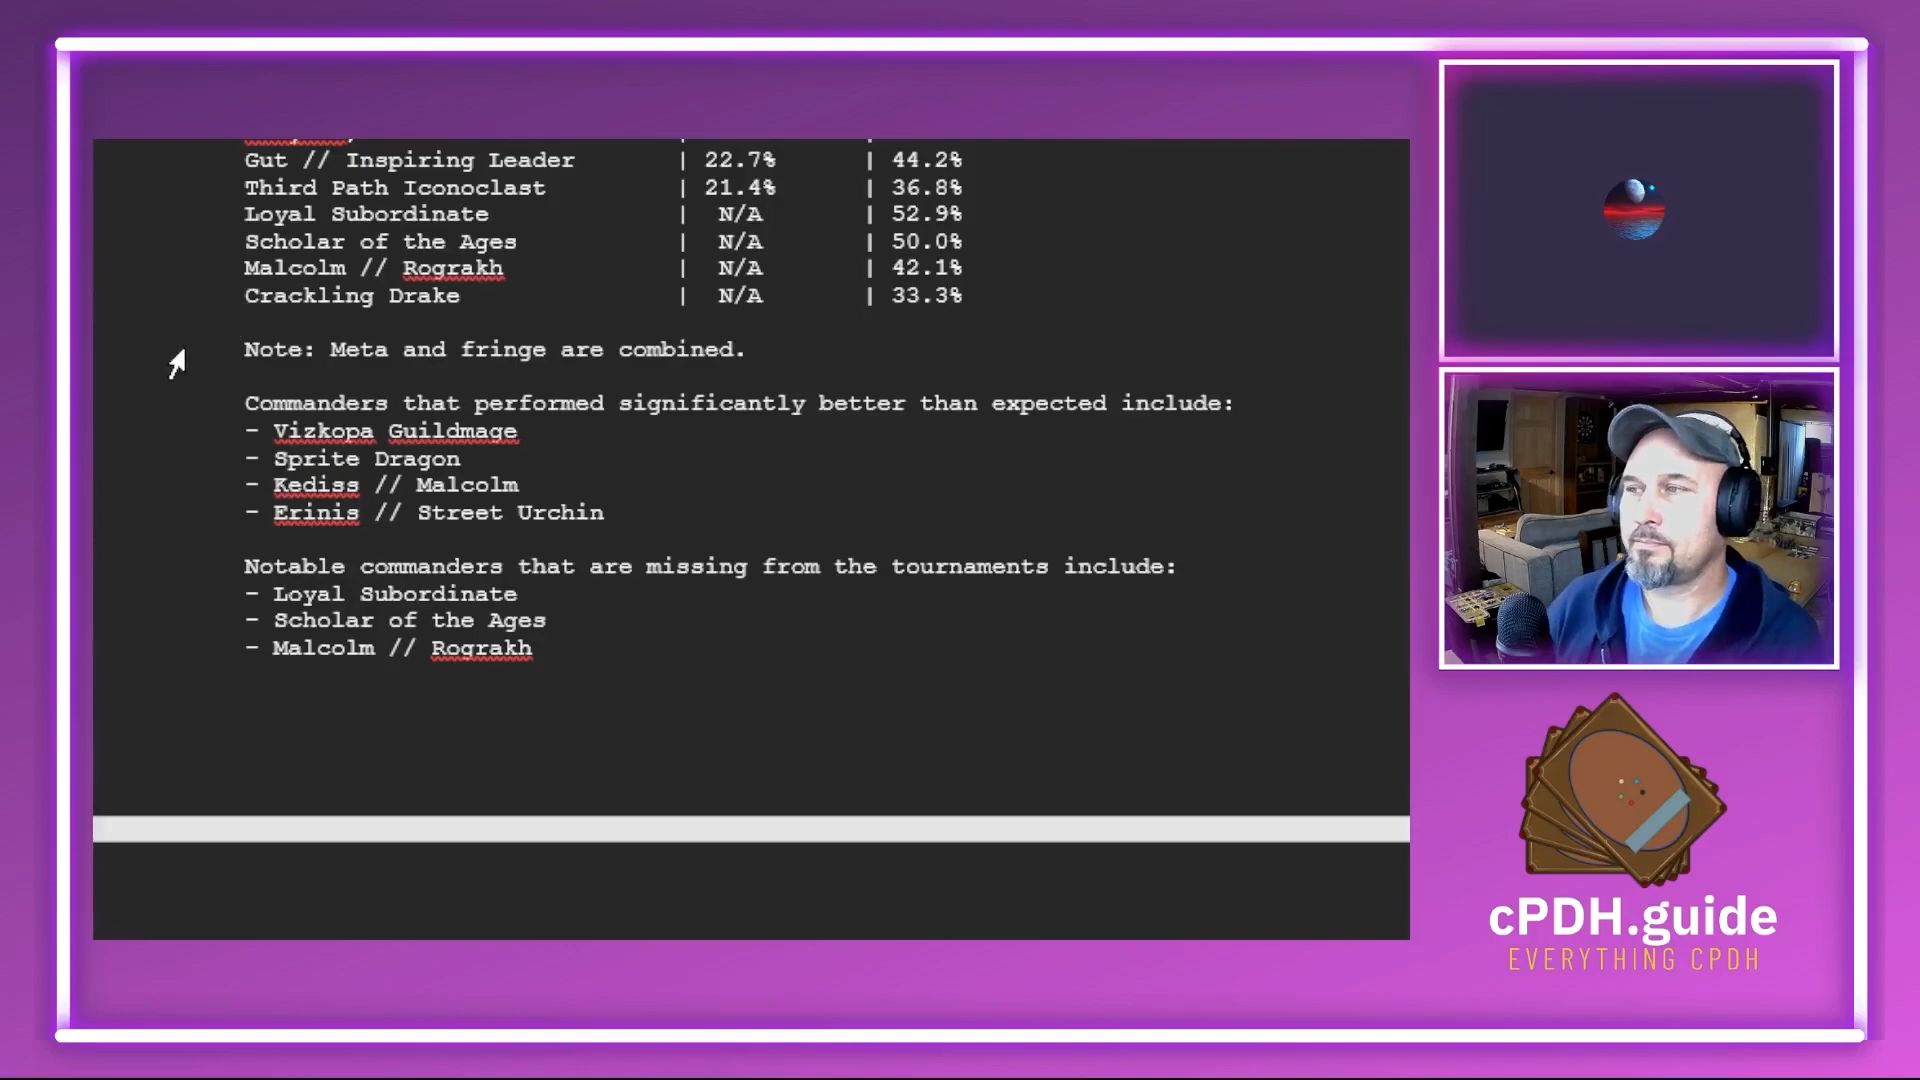 Gut // Inspiring Leader | 22.7% | 44.2%
Third Path Iconoclast | 21.4% | 36.8%
Loyal Subordinate | N/A | 52.9%
Scholar of the Ages | N/A | 50.0%
Malcolm // Rograkh | N/A | 42.1%
Crackling Drake | N/A | 33.3%
Note: Meta and fringe are combined.
Commanders that performed significantly better than expected include:
- Vizkopa Guildmage
- Sprite Dragon
- Kediss // Malcolm
- Erinis // Street Urchin
Notable commanders that are missing from the tournaments include:
- Loyal Subordinate
- Scholar of the Ages
- Malcolm // Rograkh
cPDH.guide
EVERYTHING CPDH